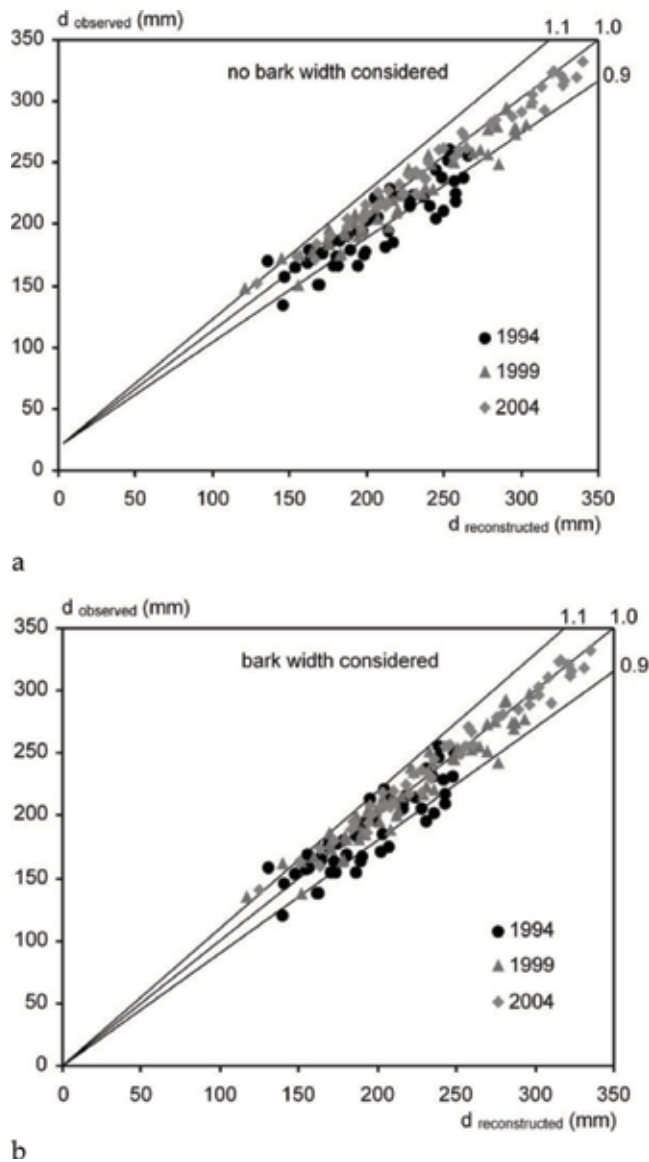 d observed (mm)
1.1 1.0
350
no bark width considered
0.9
300
250
200
150
1994
100
1999
50
2004
0
0 50 100 150 200 250 300 350
d reconstructed (mm)
a
d observed (mm)
1.1 1.0
350
bark width considered
0.9
300
250
200
150
1994
100
1999
50
2004
0
0 50 100 150 200 250 300 350
d reconstructed (mm)
b